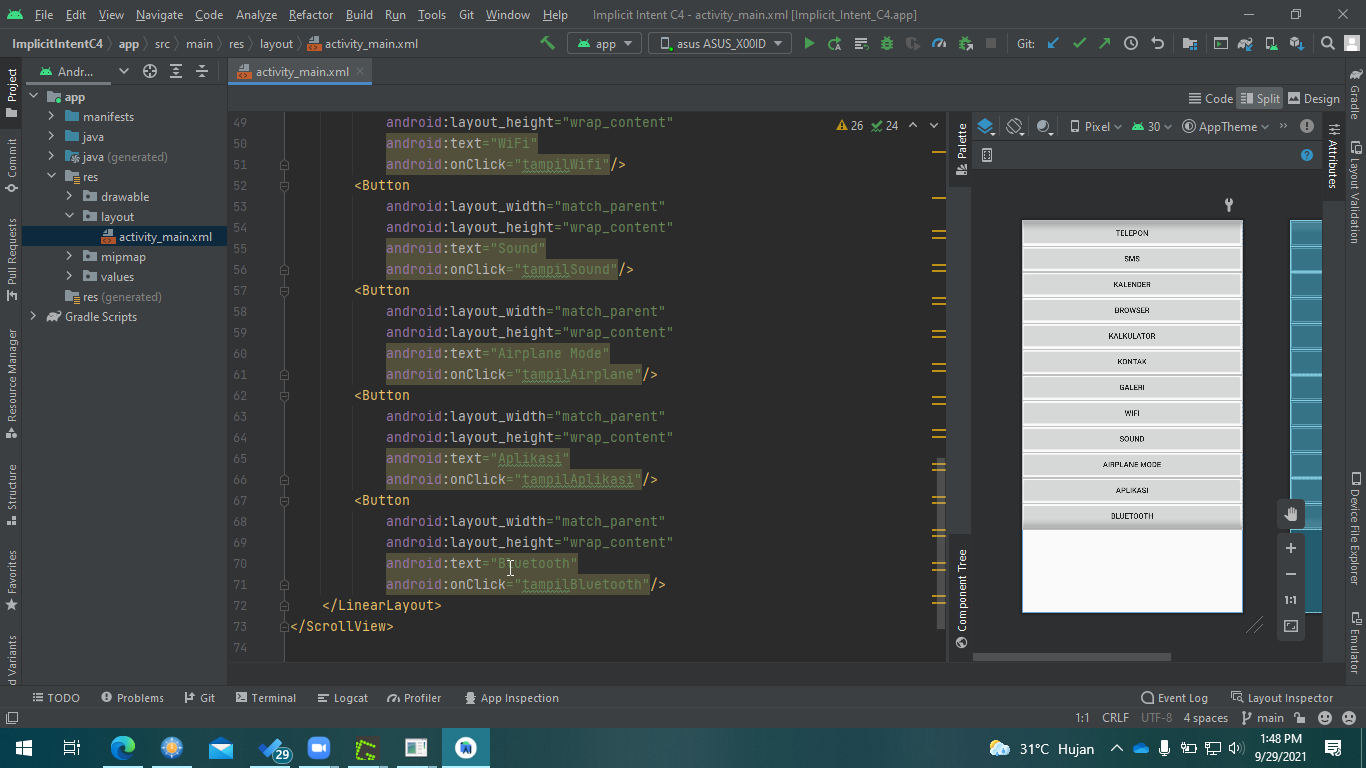 File Edit View Navigate Code Analyze Refactor Build Run Tools Git Window Help Implicit Intent C4 - activity_main.xml [Implicit_Intent_C4.app]
ImplicitIntentC4 app src main res layout activity_main.xml app asus ASUS_X00ID Git:
Project Andr... activity_main.xml Gradle
app
manifests
java
java (generated)
res
drawable
layout
activity_main.xml
mipmap
values
res (generated)
Gradle Scripts
Commit
Pull Requests
Resource Manager
Structure
Favorites
d Variants
Code Split Design
26 24
49 android:layout_height="wrap_content"
50 android:text="WiFi"
51 android:onClick="tampilWifi"/>
52 <Button
53 android:layout_width="match_parent"
54 android:layout_height="wrap_content"
55 android:text="Sound"
56 android:onClick="tampilSound"/>
57 <Button
58 android:layout_width="match_parent"
59 android:layout_height="wrap_content"
60 android:text="Airplane Mode"
61 android:onClick="tampilAirplane"/>
62 <Button
63 android:layout_width="match_parent"
64 android:layout_height="wrap_content"
65 android:text="Aplikasi"
66 android:onClick="tampilAplikasi"/>
67 <Button
68 android:layout_width="match_parent"
69 android:layout_height="wrap_content"
70 android:text="Bluetooth"
71 android:onClick="tampilBluetooth"/>
72 </LinearLayout>
73 </ScrollView>
74
Palette
Component Tree
Pixel 30 AppTheme
TELEPON
SMS
KALENDER
BROWSER
KALKULATOR
KONTAK
GALERI
WIFI
SOUND
AIRPLANE MODE
APLIKASI
BLUETOOTH
1:1
Attributes
Layout Validation
Device File Explorer
Emulator
TODO Problems Git Terminal Logcat Profiler App Inspection Event Log Layout Inspector
1:1 CRLF UTF-8 4 spaces main
29 31°C Hujan 1:48 PM
9/29/2021